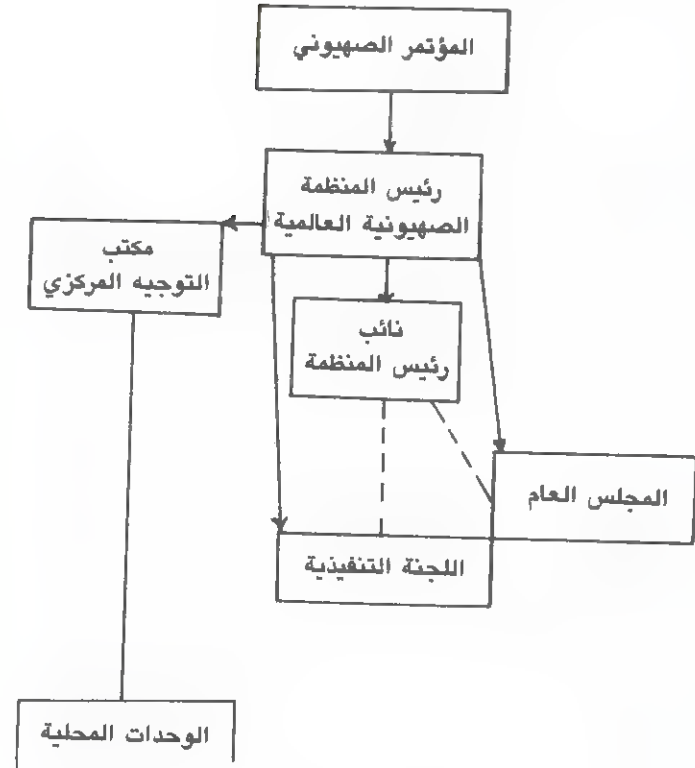 المؤتمر الصهيوني
رئيس المنظمة
الصهيونية العالمية
مكتب
التوجيه المركزي
نائب
رئيس المنظمة
المجلس العام
اللجنة التنفيذية
الوحدات المحلية